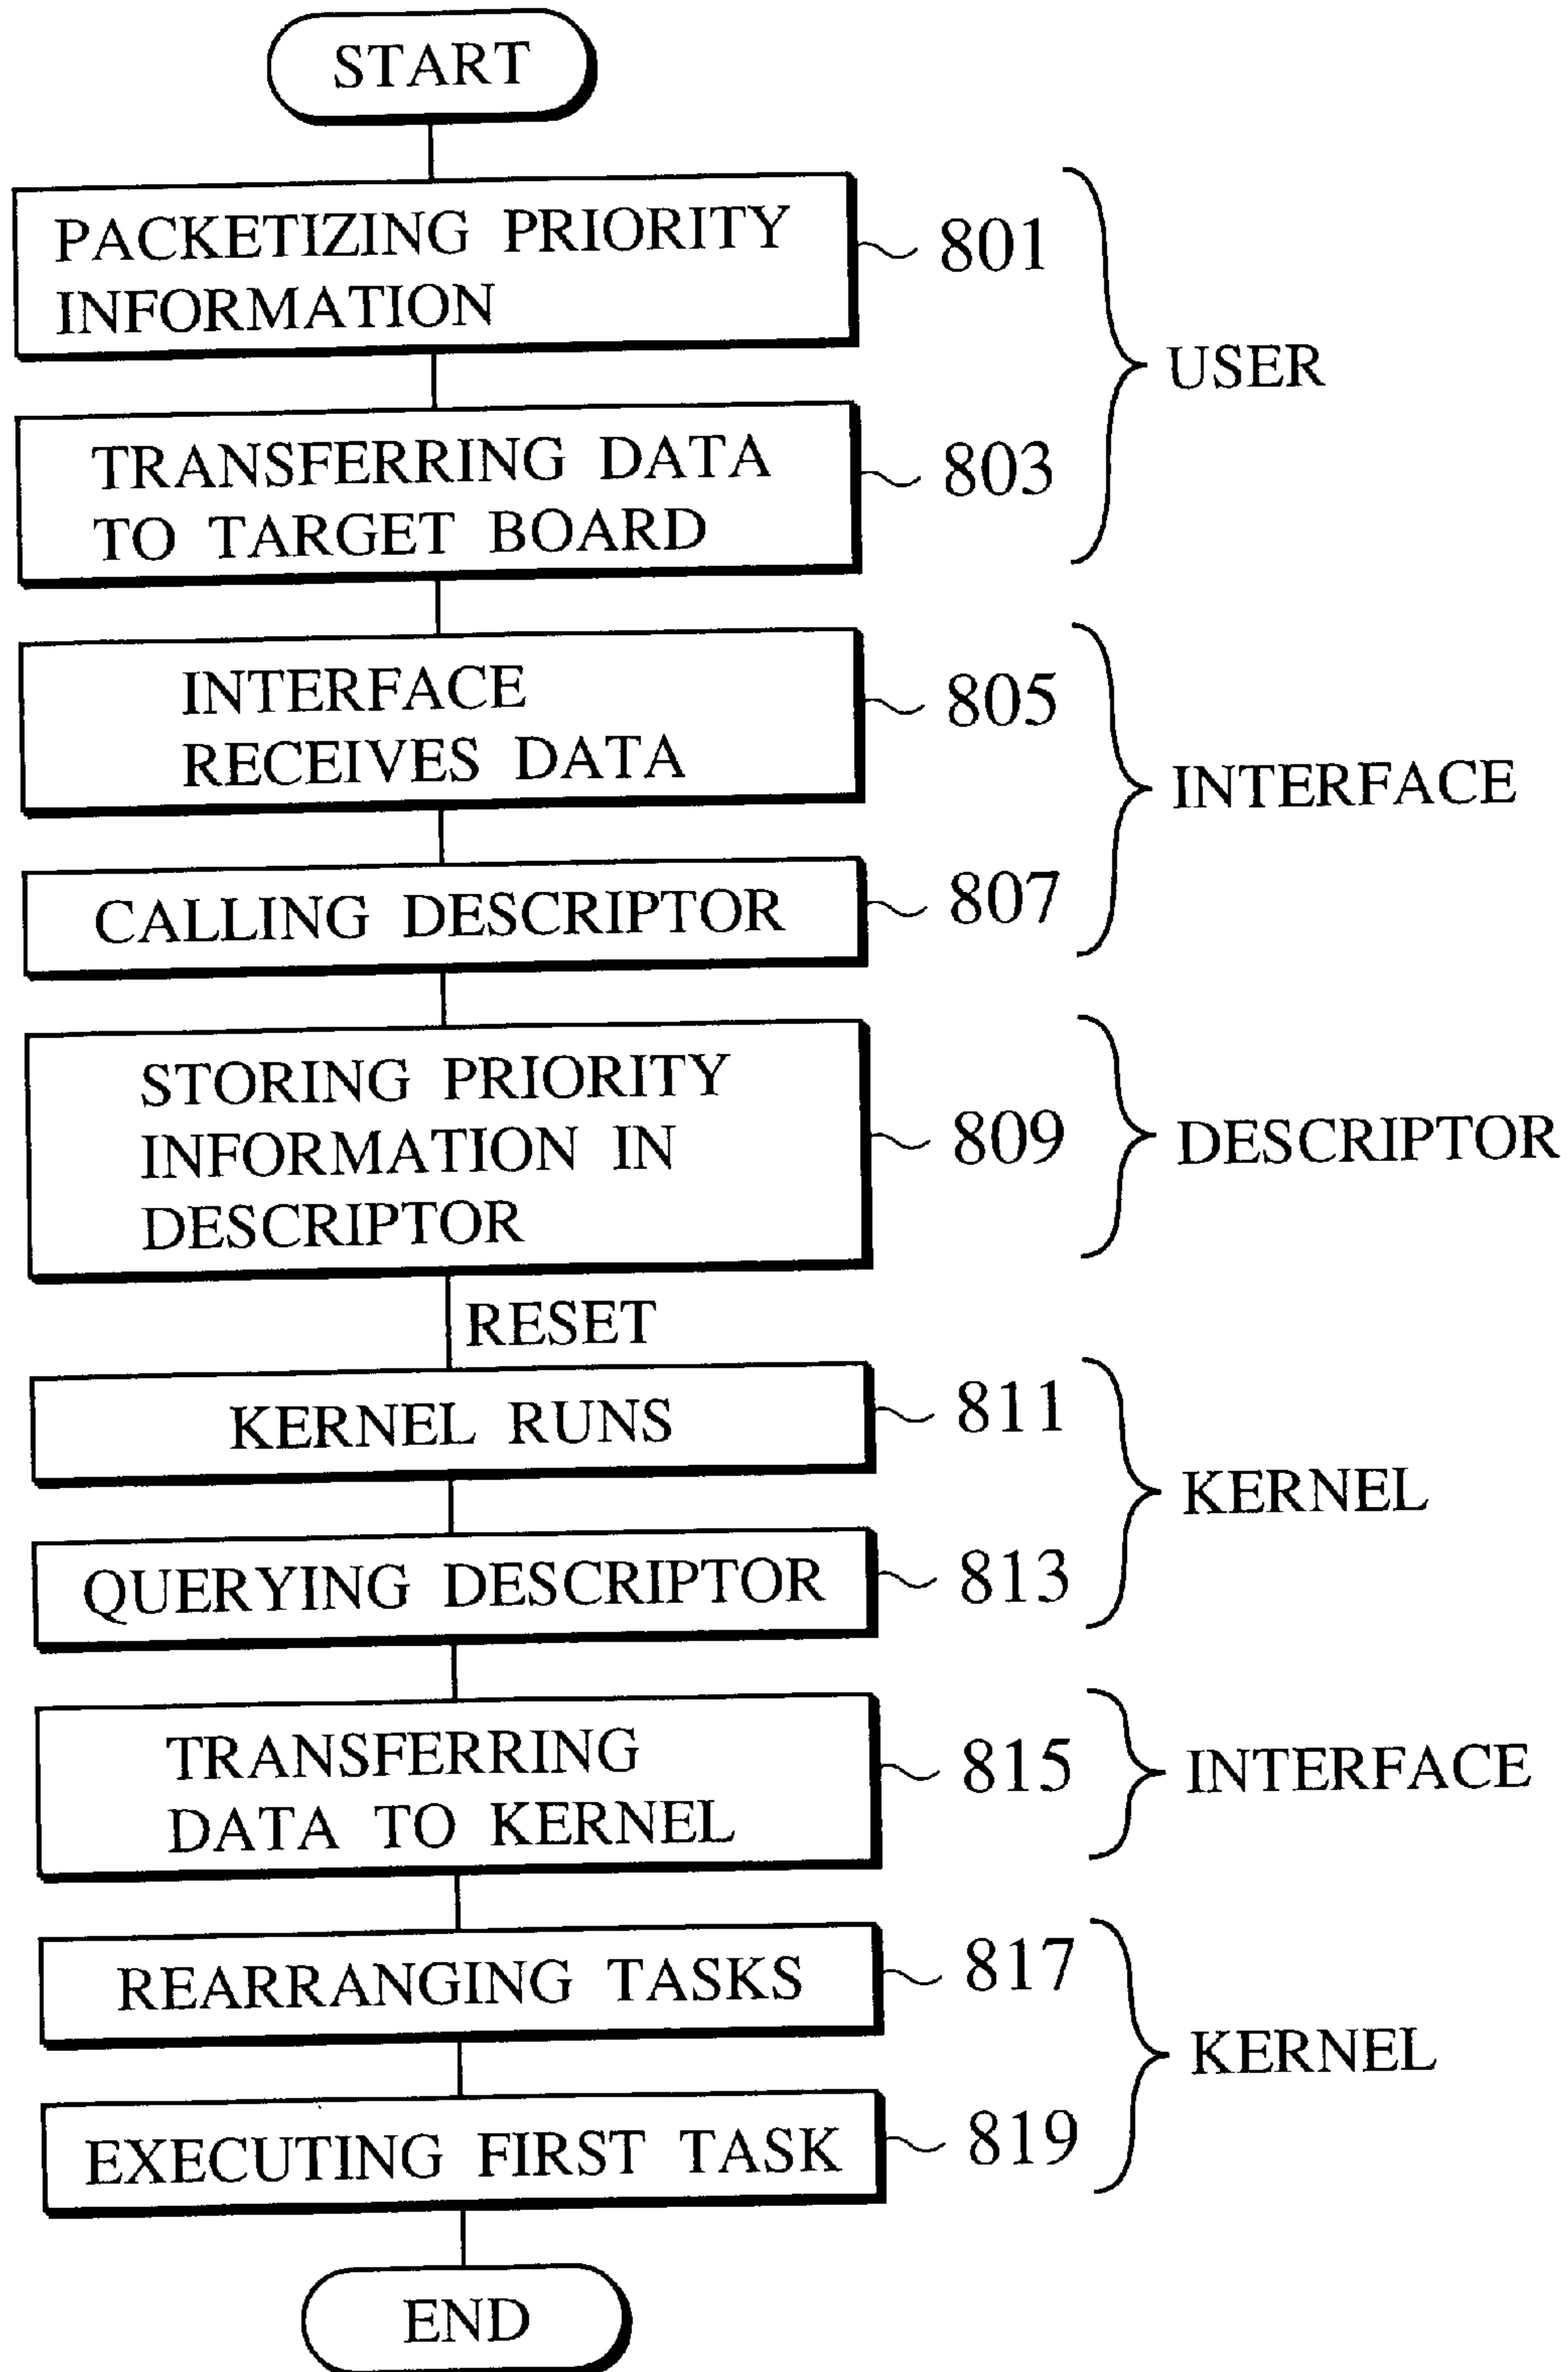 START
PACKETIZING PRIORITY
INFORMATION
801
USER
TRANSFERRING DATA
TO TARGET BOARD
803
INTERFACE
RECEIVES DATA
805
INTERFACE
CALLING DESCRIPTOR
807
STORING PRIORITY
INFORMATION IN
DESCRIPTOR
809
DESCRIPTOR
RESET
KERNEL RUNS
811
KERNEL
QUERYING DESCRIPTOR
813
TRANSFERRING
DATA TO KERNEL
815
INTERFACE
REARRANGING TASKS
817
KERNEL
EXECUTING FIRST TASK
819
END